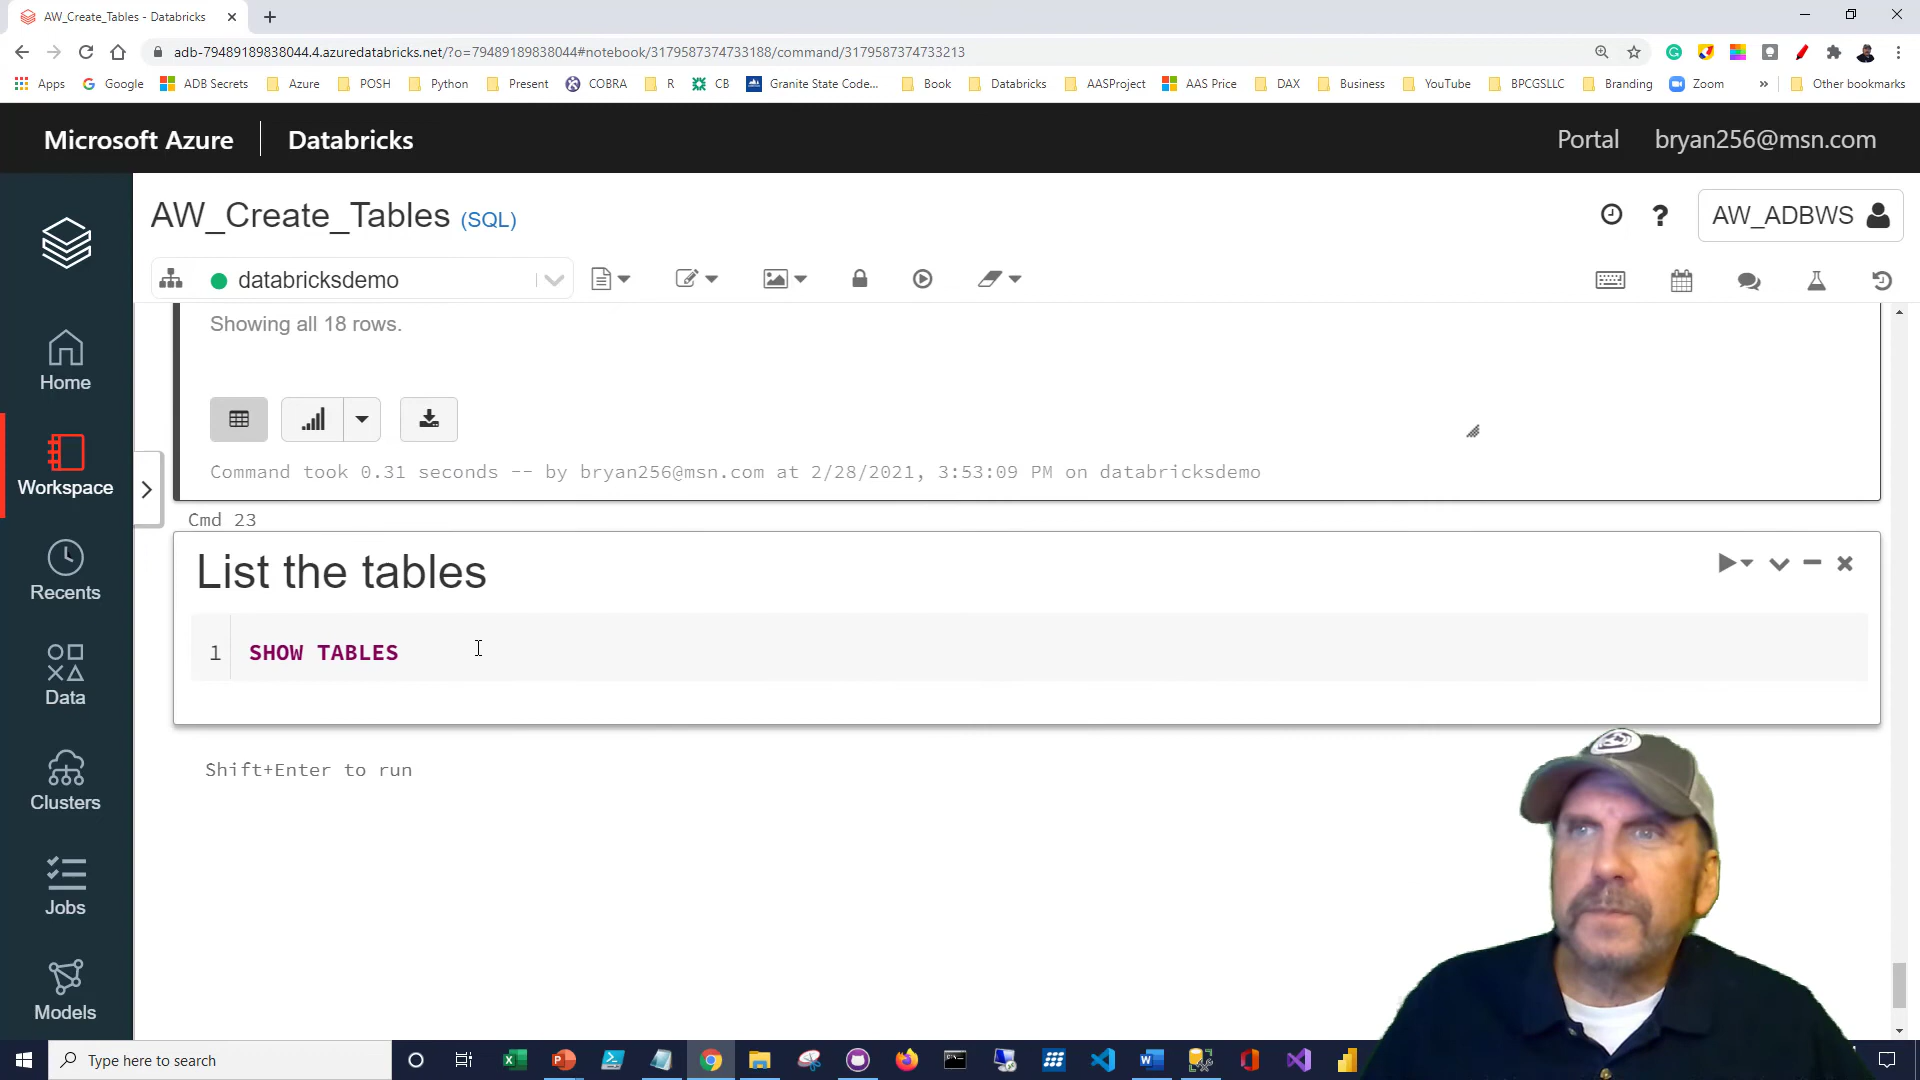 AW_Create_Tables - Databricks
adb-79489189838044.4.azuredatabricks.net/?o=79489189838044#notebook/3179587374733188/command/3179587374733213
Apps Google ADB Secrets Azure POSH Python Present COBRA R CB Granite State Code... Book Databricks AASProject AAS Price DAX Business YouTube BPCGSLLC Branding Zoom » Other bookmarks
Microsoft Azure Databricks Portal bryan256@msn.com
AW_Create_Tables (SQL) ? AW_ADBWS
databricksdemo
Showing all 18 rows.
Home
Command took 0.31 seconds -- by bryan256@msn.com at 2/28/2021, 3:53:09 PM on databricksdemo
Workspace
Cmd 23
List the tables
Recents
1 SHOW TABLES
Data
Shift+Enter to run
Clusters
Jobs
Models
Type here to search